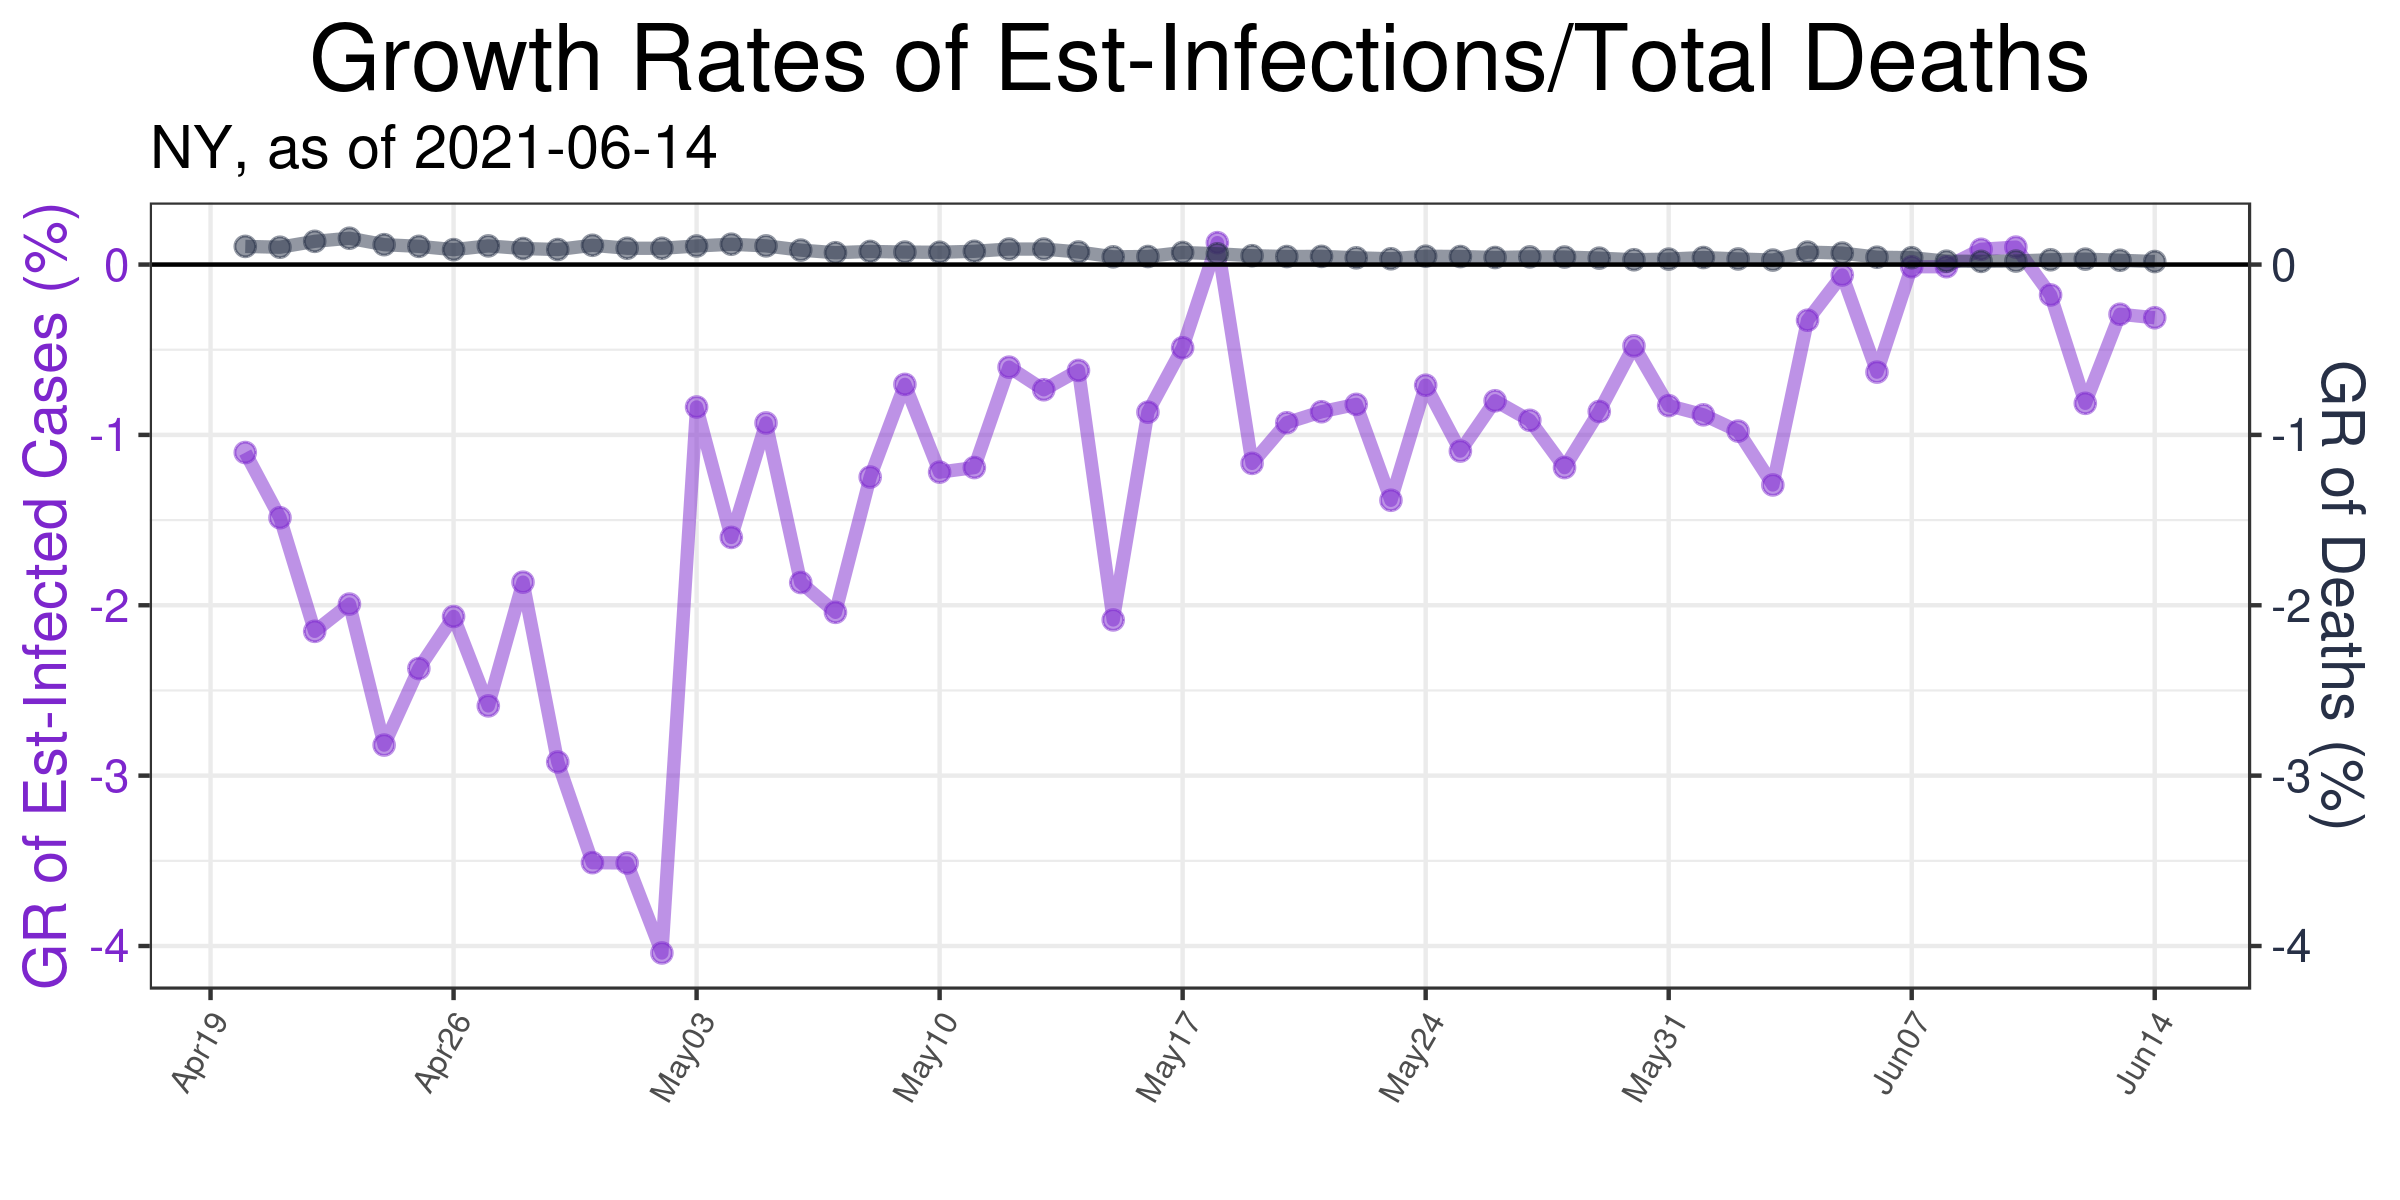 Growth Rates of Est-Infections/Total Deaths
NY, as of 2021-06-14
GR of Est-Infected Cases (%)
0
-1
-2
-3
-4
0
-1
-2
-3
-4
GR of Deaths (%)
Apr19
Apr26
May03
May10
May17
May24
May31
Jun07
Jun14